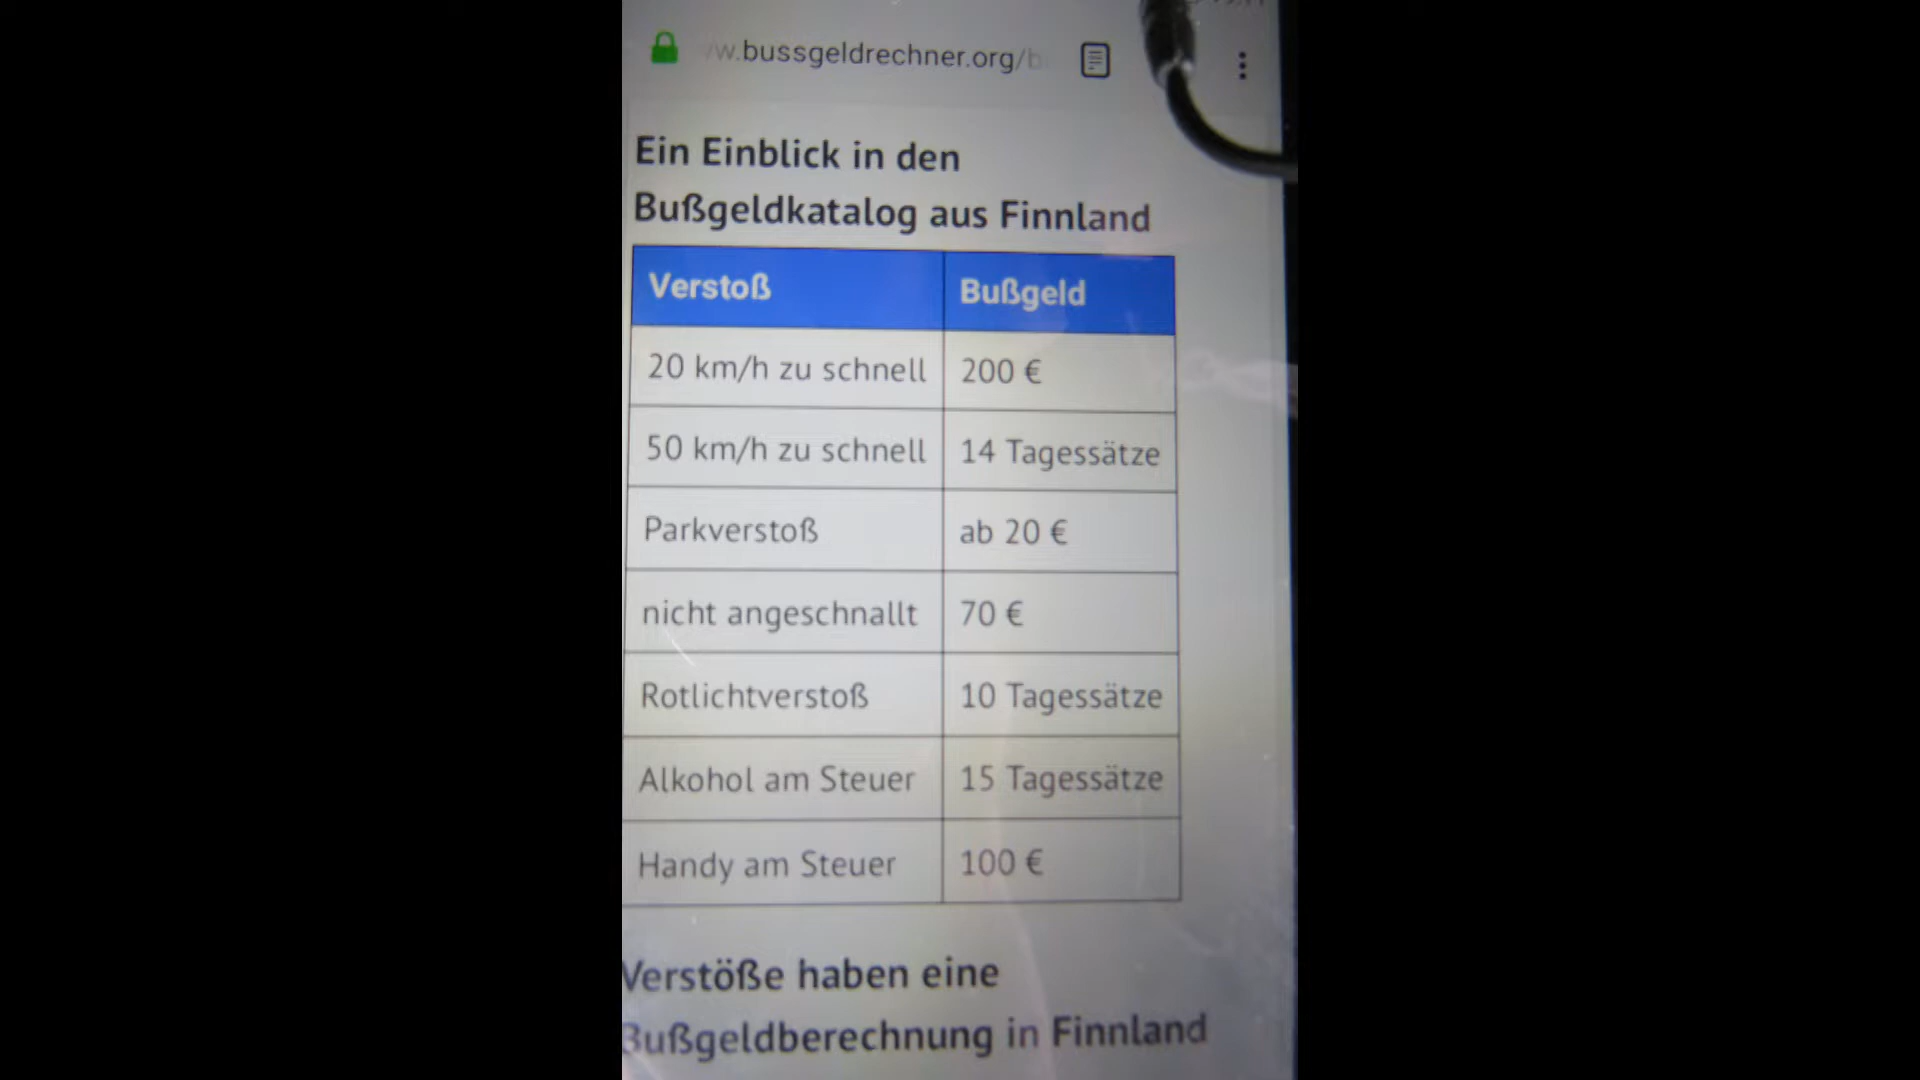 w.bussgeldrechner.org/b
Ein Einblick in den
Bußgeldkatalog aus Finnland
Verstoß Bußgeld
20 km/h zu schnell 200 €
50 km/h zu schnell 14 Tagessätze
Parkverstoß ab 20 €
nicht angeschnallt 70 €
Rotlichtverstoß 10 Tagessätze
Alkohol am Steuer 15 Tagessätze
Handy am Steuer 100 €
Verstöße haben eine
Bußgeldberechnung in Finnland